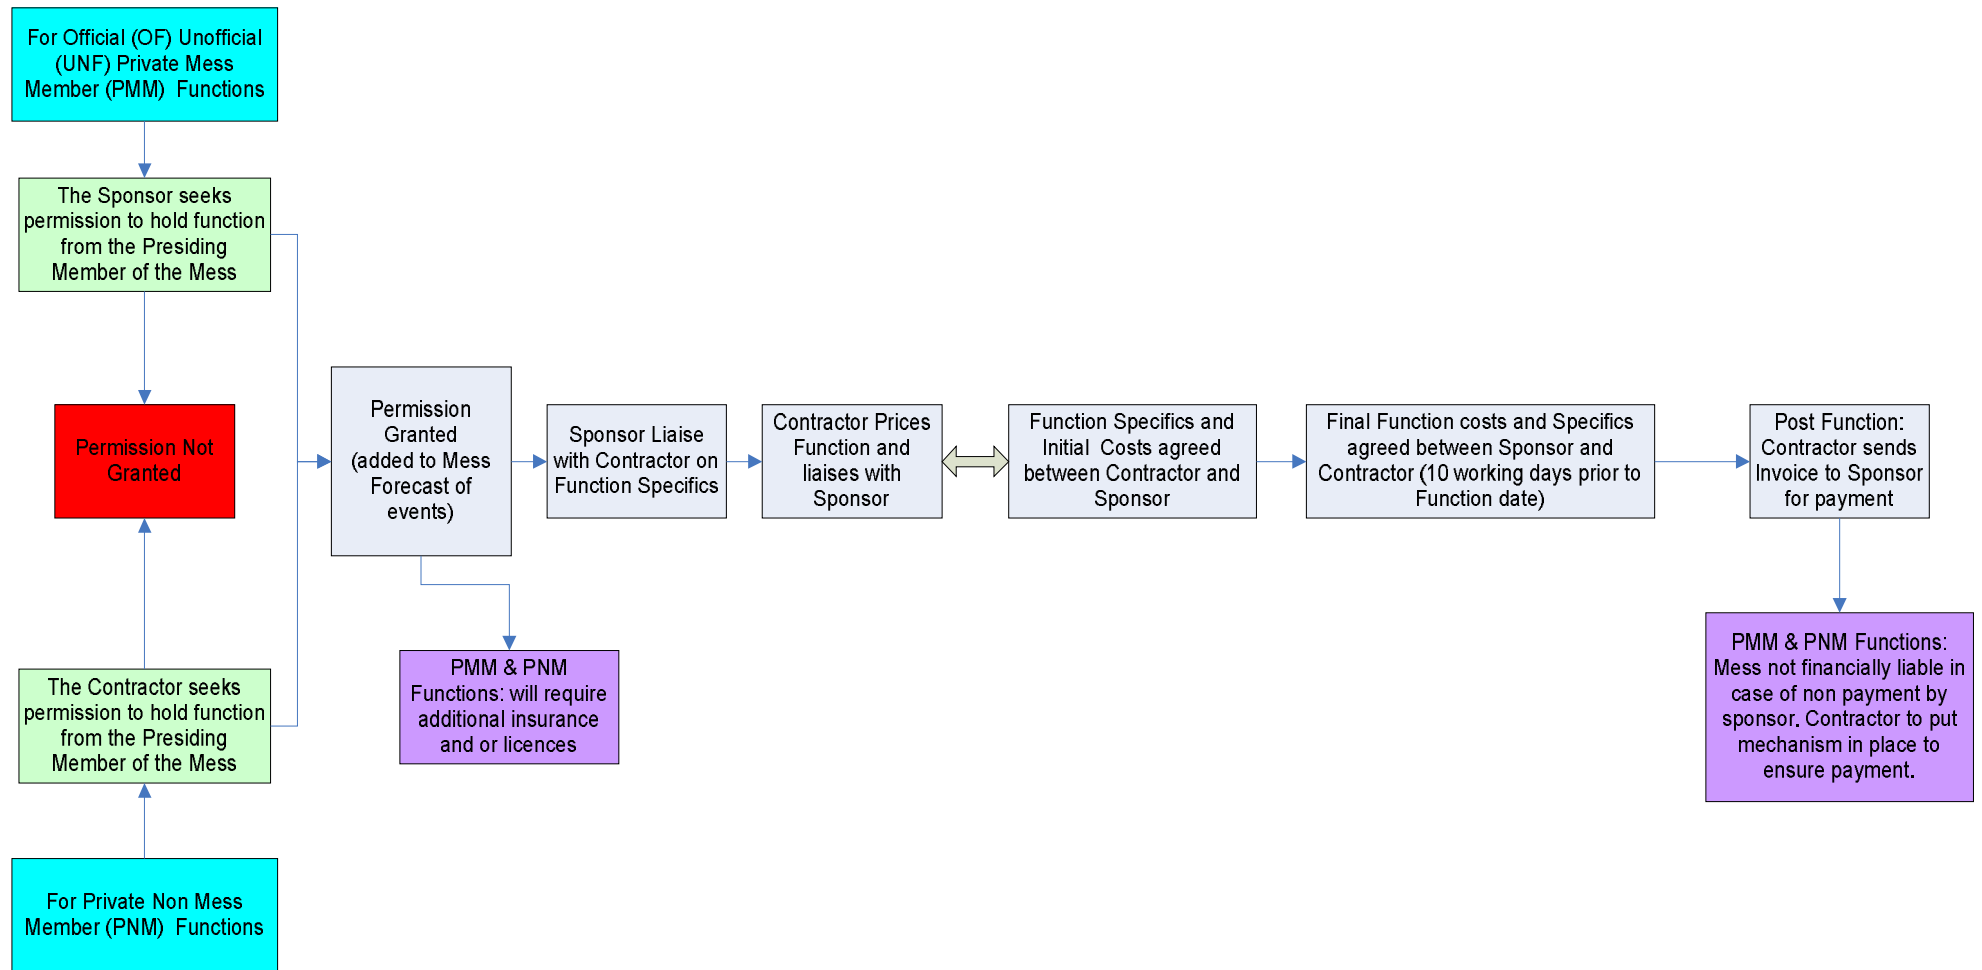 For Official (OF) Unofficial
(UNF) Private Mess
Member (PMM)  Functions
The Sponsor seeks
permission to hold function
from the Presiding
Member of the Mess
Permission Not
Granted
The Contractor seeks
permission to hold function
from the Presiding
Member of the Mess
For Private Non Mess
Member (PNM)  Functions
Permission
Granted
(added to Mess
Forecast of
events)
PMM & PNM
Functions: will require
additional insurance
and or licences
Sponsor Liaise
with Contractor on
Function Specifics
Contractor Prices
Function and
liaises with
Sponsor
Function Specifics and
Initial  Costs agreed
between Contractor and
Sponsor
Final Function costs and Specifics
agreed between Sponsor and
Contractor (10 working days prior to
Function date)
Post Function:
Contractor sends
Invoice to Sponsor
for payment
PMM & PNM Functions:
Mess not financially liable in
case of non payment by
sponsor. Contractor to put
mechanism in place to
ensure payment.